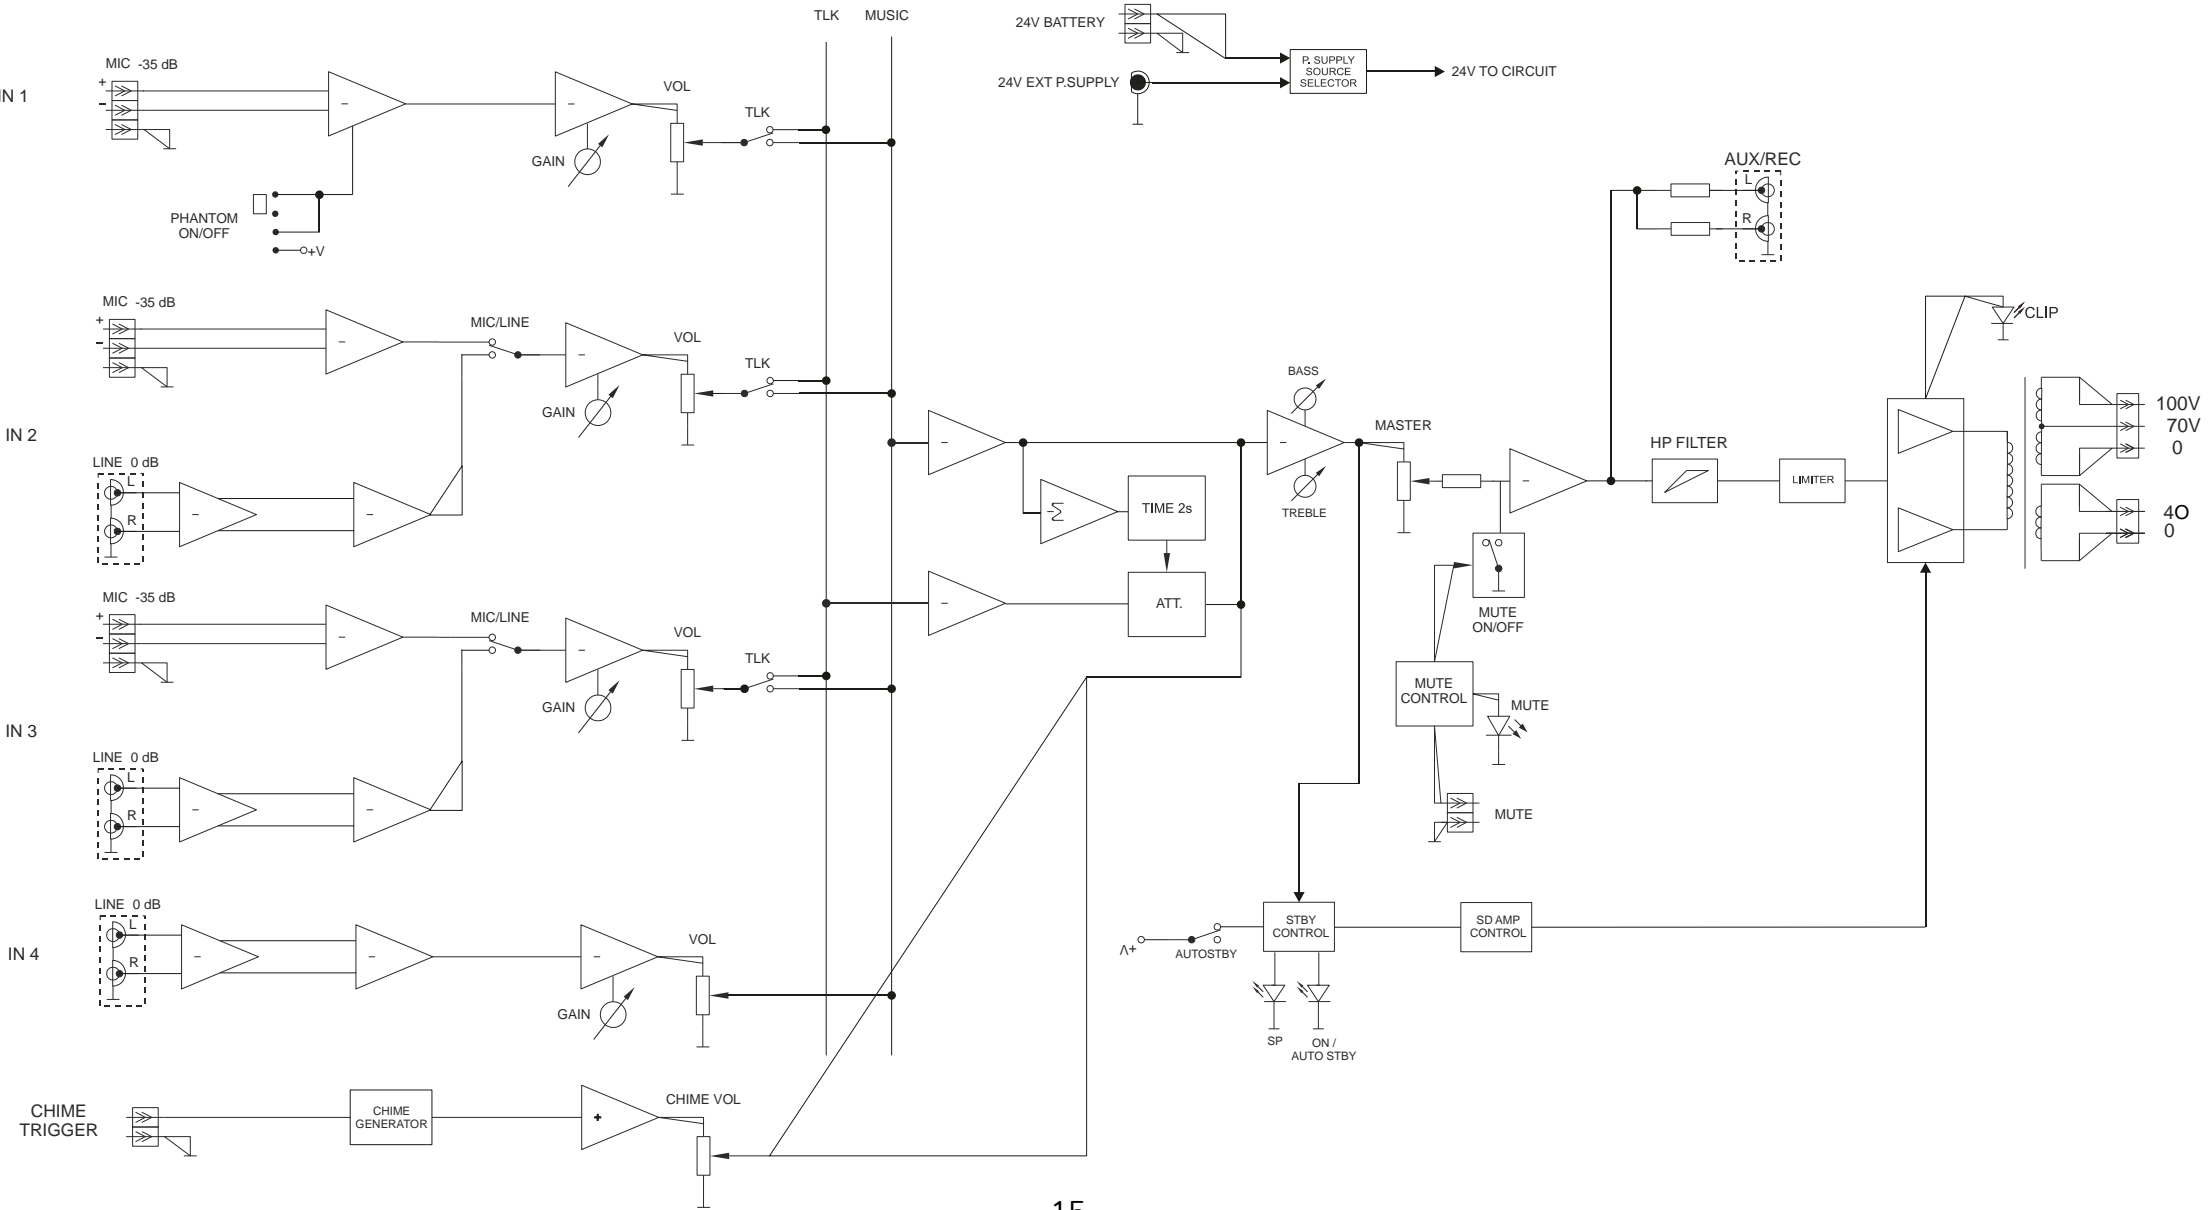 TLK MUSIC
24V BATTERY
24V EXT P.SUPPLY
P. SUPPLY
SOURCE
SELECTOR
24V TO CIRCUIT
IN 1
MIC -35 dB
+
-
PHANTOM
ON/OFF
+V
-
-
GAIN
VOL
TLK
AUX/REC
L
R
IN 2
MIC -35 dB
+
-
-
MIC/LINE
-
GAIN
VOL
TLK
LINE 0 dB
L
R
-
-
IN 3
MIC -35 dB
+
-
-
MIC/LINE
-
GAIN
VOL
TLK
LINE 0 dB
L
R
-
-
IN 4
LINE 0 dB
L
R
-
-
-
GAIN
VOL
CHIME
TRIGGER
CHIME
GENERATOR
+
CHIME VOL
-
-Σ
TIME 2s
-
ATT.
BASS
-
TREBLE
MASTER
-
MUTE
ON/OFF
MUTE
CONTROL
MUTE
MUTE
HP FILTER
LIMITER
CLIP
100V
70V
0
4O
0
V+
AUTOSTBY
STBY
CONTROL
SD AMP
CONTROL
SP
ON /
AUTO STBY
15